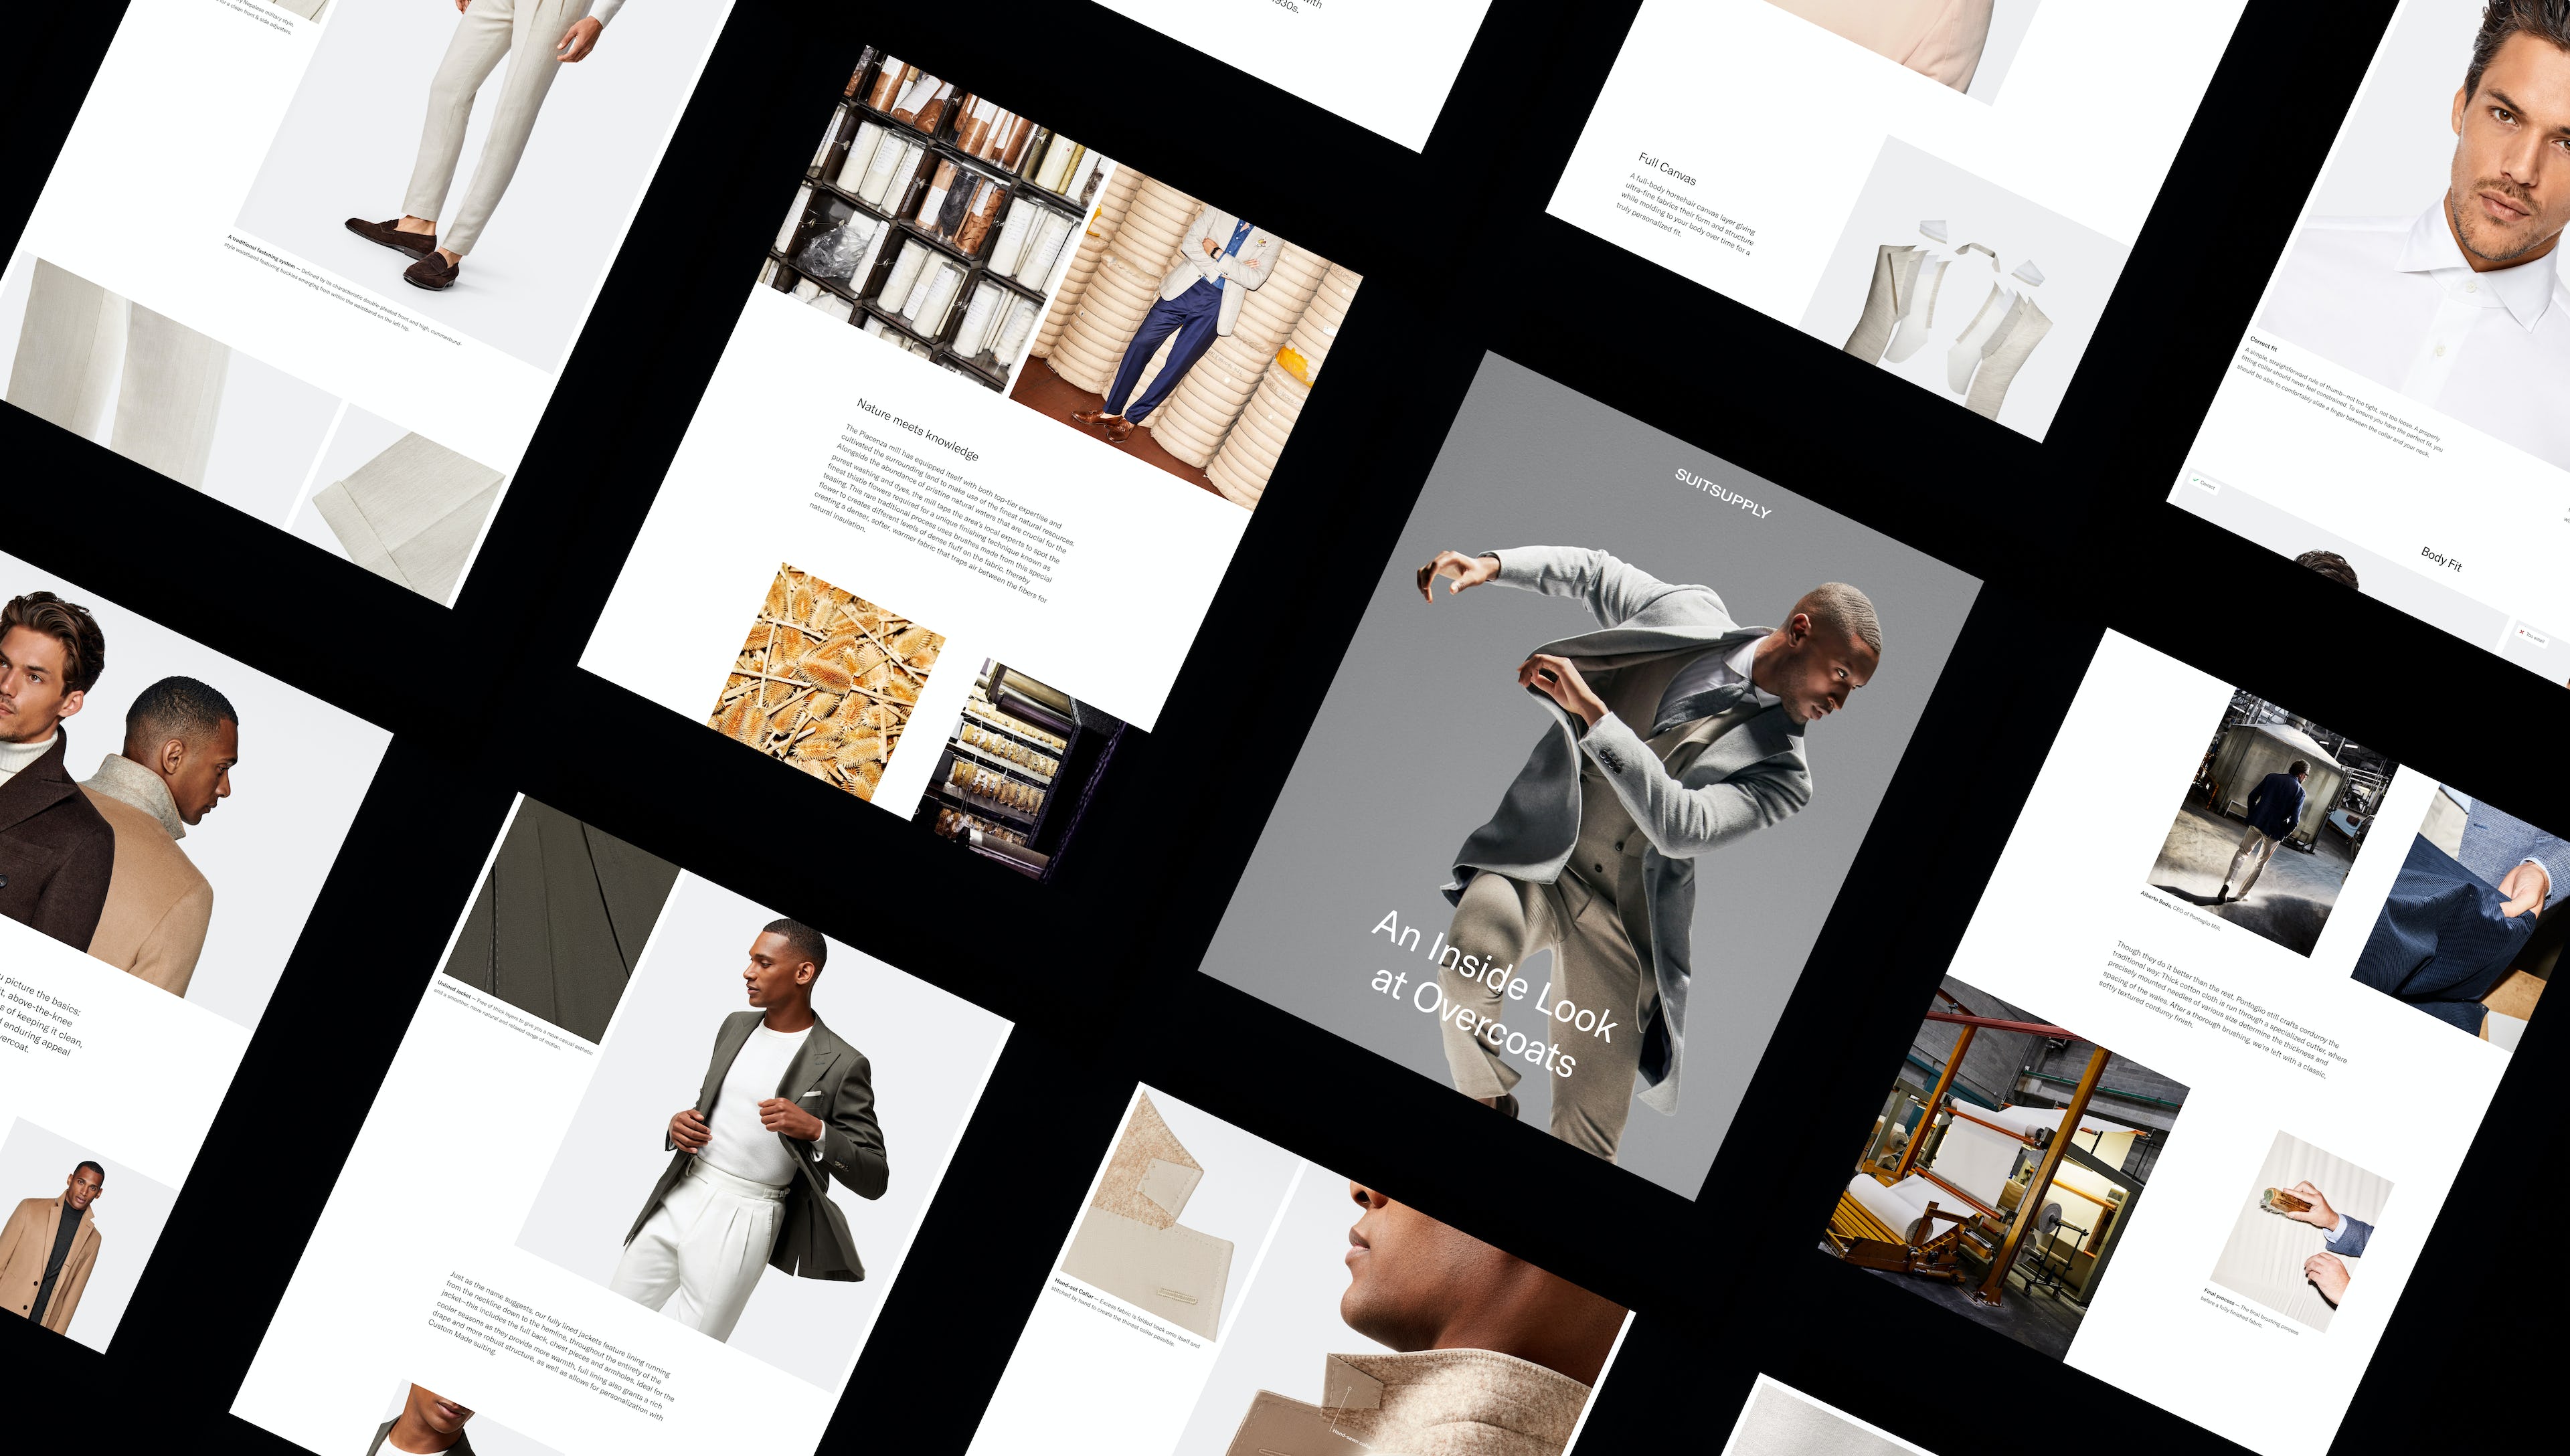 y Nepalese military style,
for a clean front & side adjusters.
A traditional fastening system — Defined by its characteristic double-pleated front and high, cummerbund-
style waistband featuring buckles emerging from within the waistband on the left hip.
with
1930s.
Nature meets knowledge
The Piacenza mill has equipped itself with both top-tier expertise and
cultivated the surrounding land to make use of the finest natural resources.
Alongside the abundance of pristine natural waters that are crucial for the
purest washing and dyes, the mill taps the area's local experts to spot the
finest thistle flowers required for a unique finishing technique known as
teasing. This rare traditional process uses brushes made from this special
flower to creates different levels of dense fluff on the fabric, thereby
creating a denser, softer, warmer fabric that traps air between the fibers for
natural insulation.
Full Canvas
A full-body horsehair canvas layer giving
ultra-fine fabrics their form and structure
while molding to your body over time for a
truly personalized fit.
Correct fit
A simple, straightforward rule of thumb—not too tight, not too loose. A properly
fitting collar should never feel constrained. To ensure you have the perfect fit, you
should be able to comfortably slide a finger between the collar and your neck.
Correct
Body Fit
Too small
SUITSUPPLY
An Inside Look
at Overcoats
u picture the basics:
it, above-the-knee
s of keeping it clean,
d enduring appeal
vercoat.
Unlined Jacket — Free of thick layers to give you a more casual aesthetic
and a smoother, more natural and relaxed range of motion.
Just as the name suggests, our fully lined jackets feature lining running
from the neckline down to the hemline, throughout the entirety of the
jacket—this includes the full back, chest pieces and armholes. Ideal for the
cooler seasons as they provide more warmth, full lining also grants a rich
drape and more robust structure, as well as allows for personalization with
Custom Made suiting.
Hand-set Collar — Excess fabric is folded back onto itself and
stitched by hand to create the thinnest collar possible.
Alberto Bada, CEO of Pontoglio Mill.
Though they do it better than the rest, Pontoglio still crafts corduroy the
traditional way: Thick cotton cloth is run through a specialized cutter, where
precisely mounted needles of various size determine the thickness and
spacing of the wales. After a thorough brushing, we're left with a classic,
softly textured corduroy finish.
Final process — The final brushing process
before a fully finished fabric.